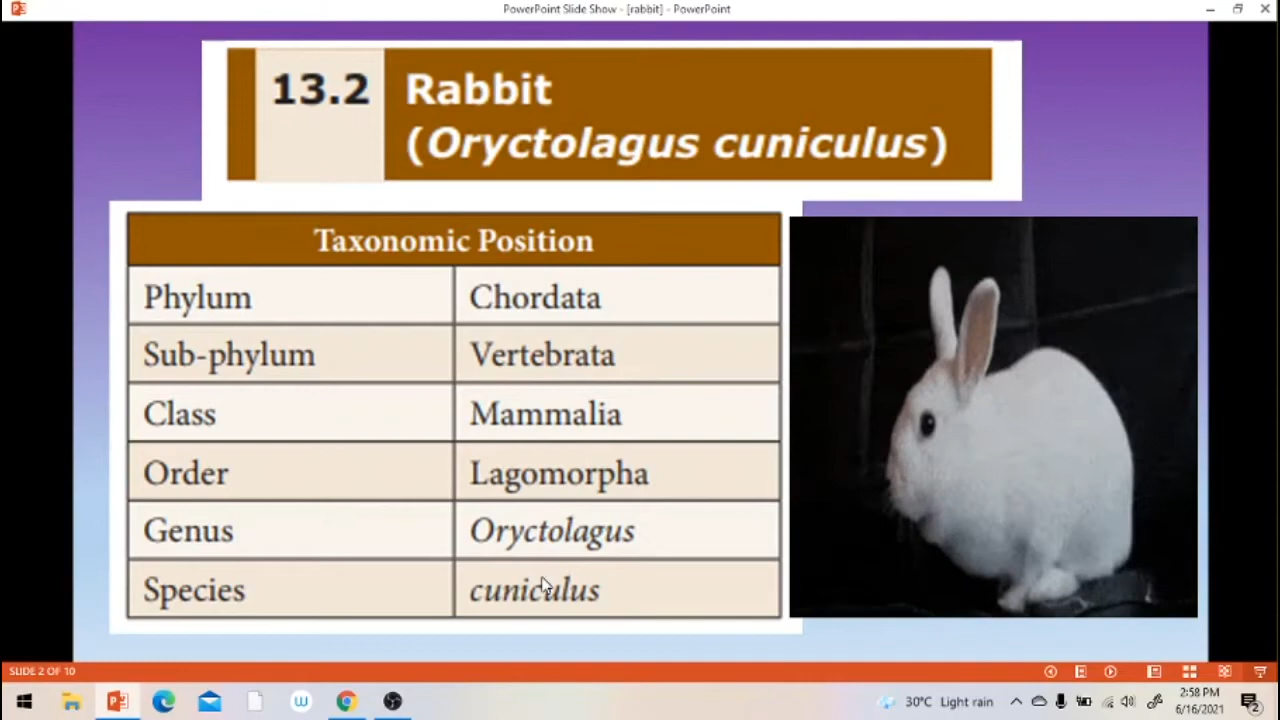 PowerPoint Slide Show - [rabbit] - PowerPoint
13.2 Rabbit
(Oryctolagus cuniculus)
Taxonomic Position
Phylum Chordata
Sub-phylum Vertebrata
Class Mammalia
Order Lagomorpha
Genus Oryctolagus
Species cuniculus
SLIDE 2 OF 10
30°C Light rain
2:58 PM
6/16/2021
2